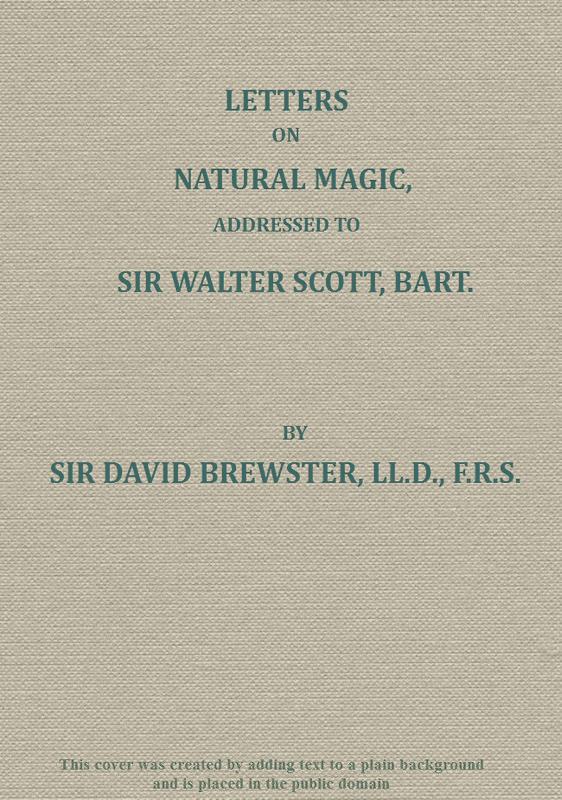 LETTERS
ON
NATURAL MAGIC,
ADDRESSED TO
SIR WALTER SCOTT, BART.
BY
SIR DAVID BREWSTER, LL.D., F.R.S.
This cover was created by adding text to a plain background
and is placed in the public domain